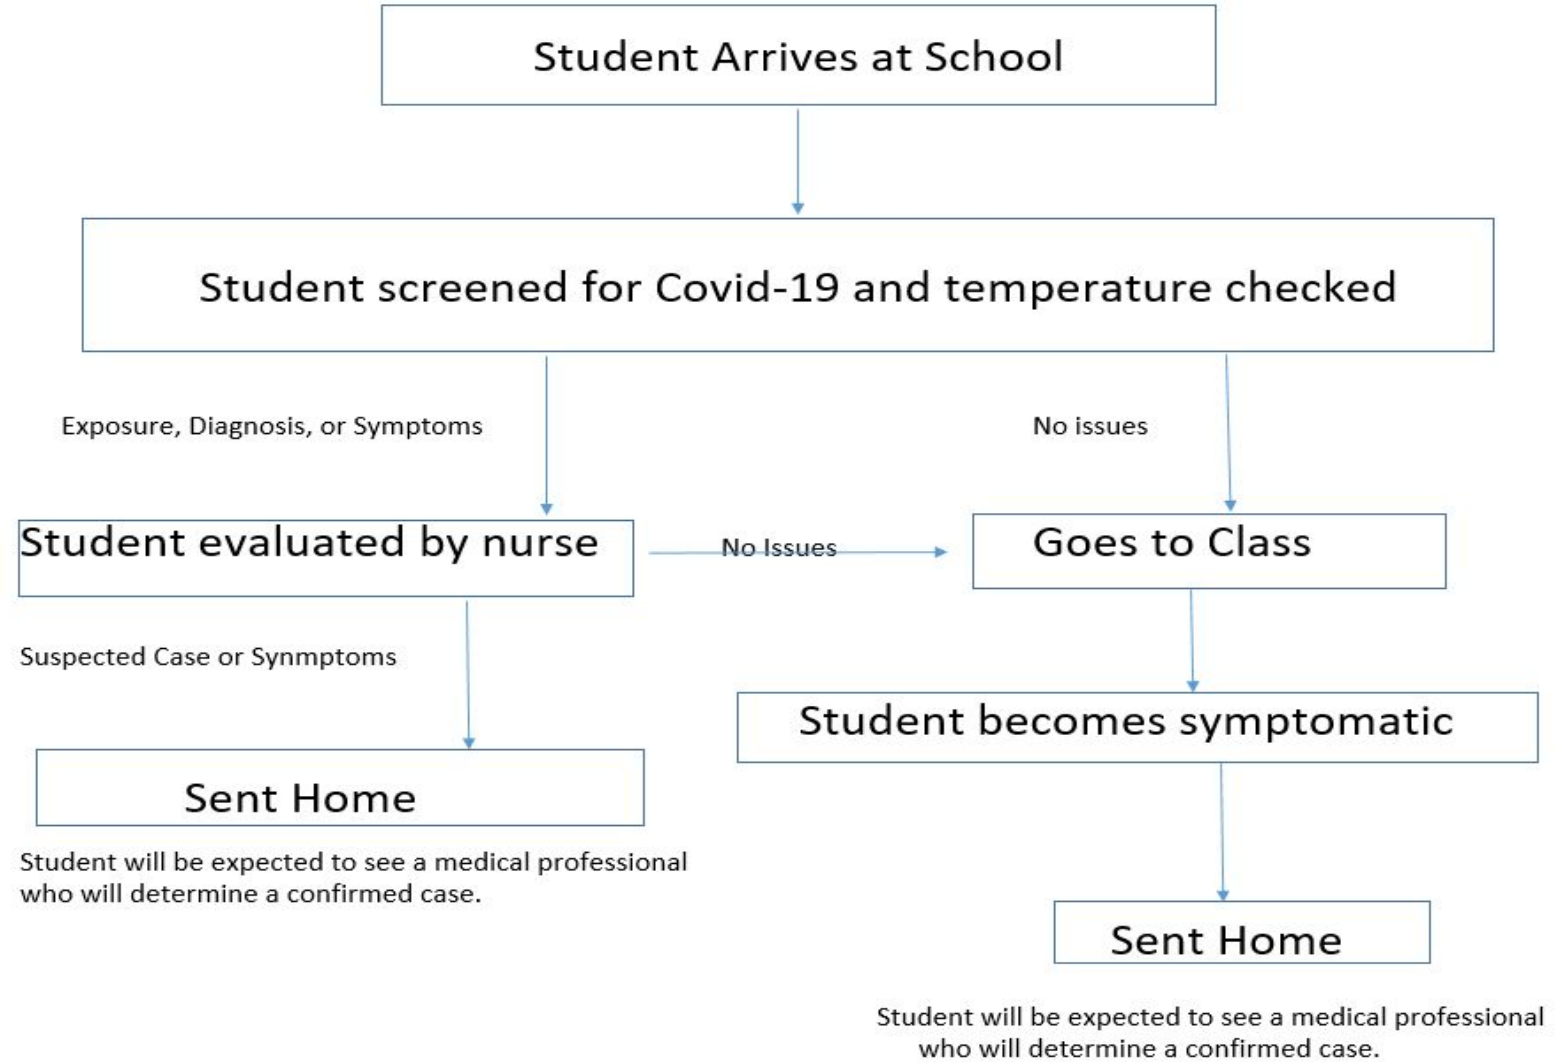 Student Arrives at School
Student screened for Covid-19 and temperature checked
Exposure, Diagnosis, or Symptoms
No issues
Student evaluated by nurse
No Issues
Goes to Class
Suspected Case or Synmptoms
Student becomes symptomatic
Sent Home
Student will be expected to see a medical professional
who will determine a confirmed case.
Sent Home
Student will be expected to see a medical professional
who will determine a confirmed case.